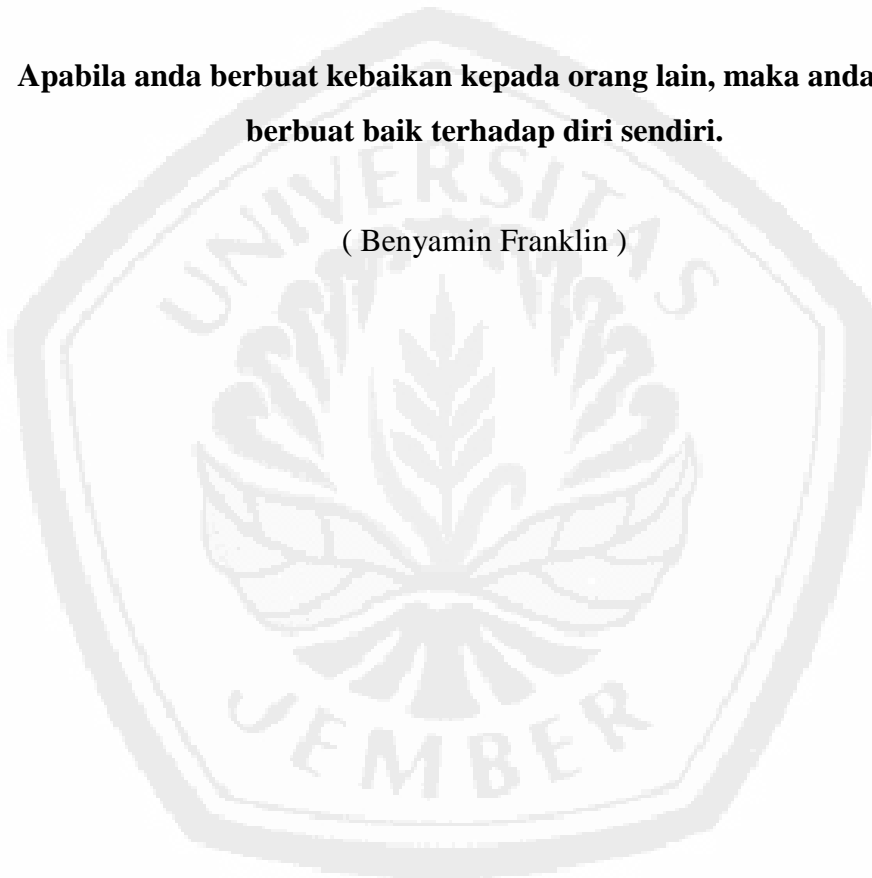 Apabila anda berbuat kebaikan kepada orang lain, maka anda
berbuat baik terhadap diri sendiri.
( Benyamin Franklin )
UNIVERSITAS
JEMBER